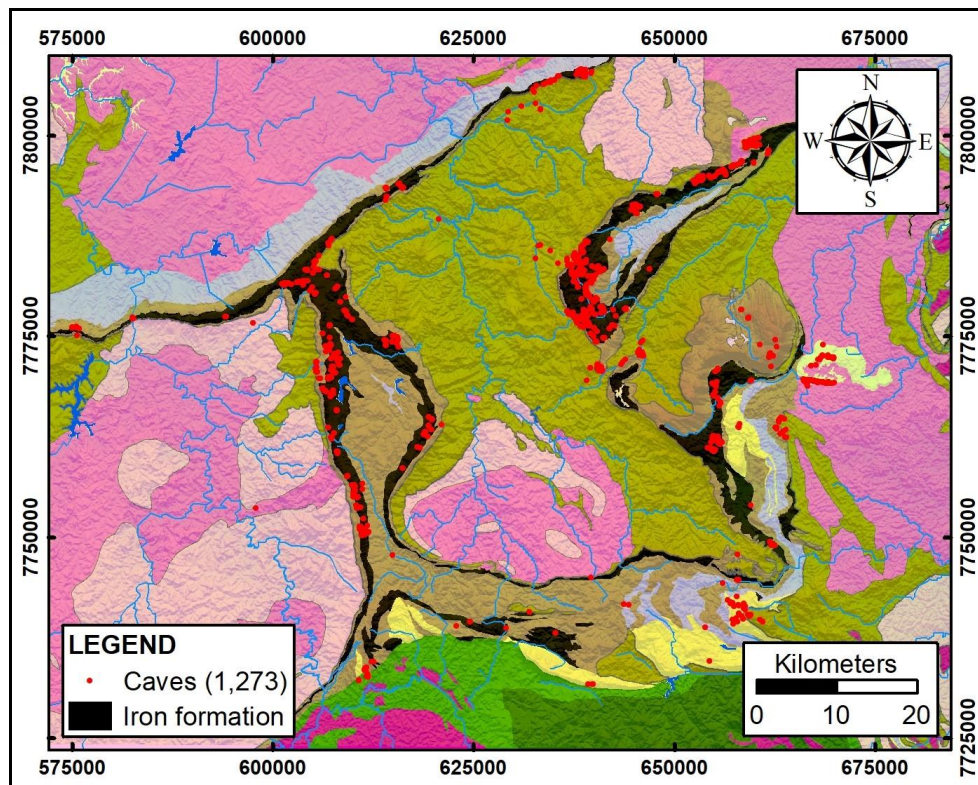 575000 600000 625000 650000 675000
N
W E
S
7800000 7800000
7775000 7775000
7750000 7750000
7725000 7725000
LEGEND
Caves (1,273)
Iron formation
Kilometers
0 10 20
575000 600000 625000 650000 675000